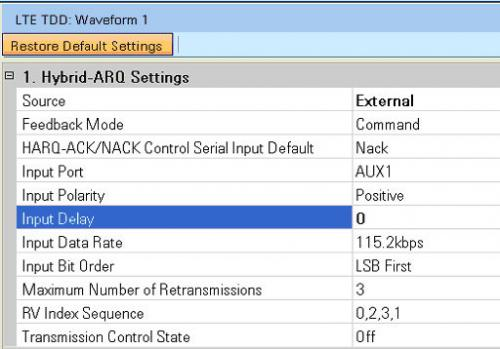 LTE TDD: Waveform 1
Restore Default Settings
1. Hybrid-ARQ Settings
Source External
Feedback Mode Command
HARQ-ACK/NACK Control Serial Input Default Nack
Input Port AUX1
Input Polarity Positive
Input Delay 0
Input Data Rate 115.2kbps
Input Bit Order LSB First
Maximum Number of Retransmissions 3
RV Index Sequence 0,2,3,1
Transmission Control State Off